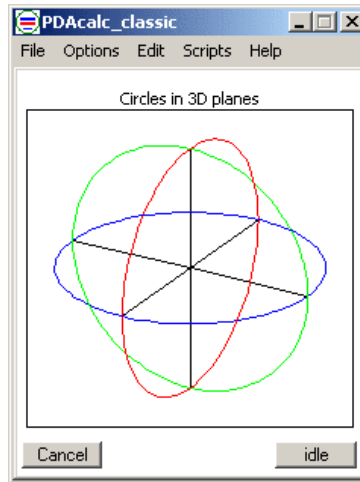 PDAcalc_classic
File Options Edit Scripts Help
Circles in 3D planes
Cancel idle